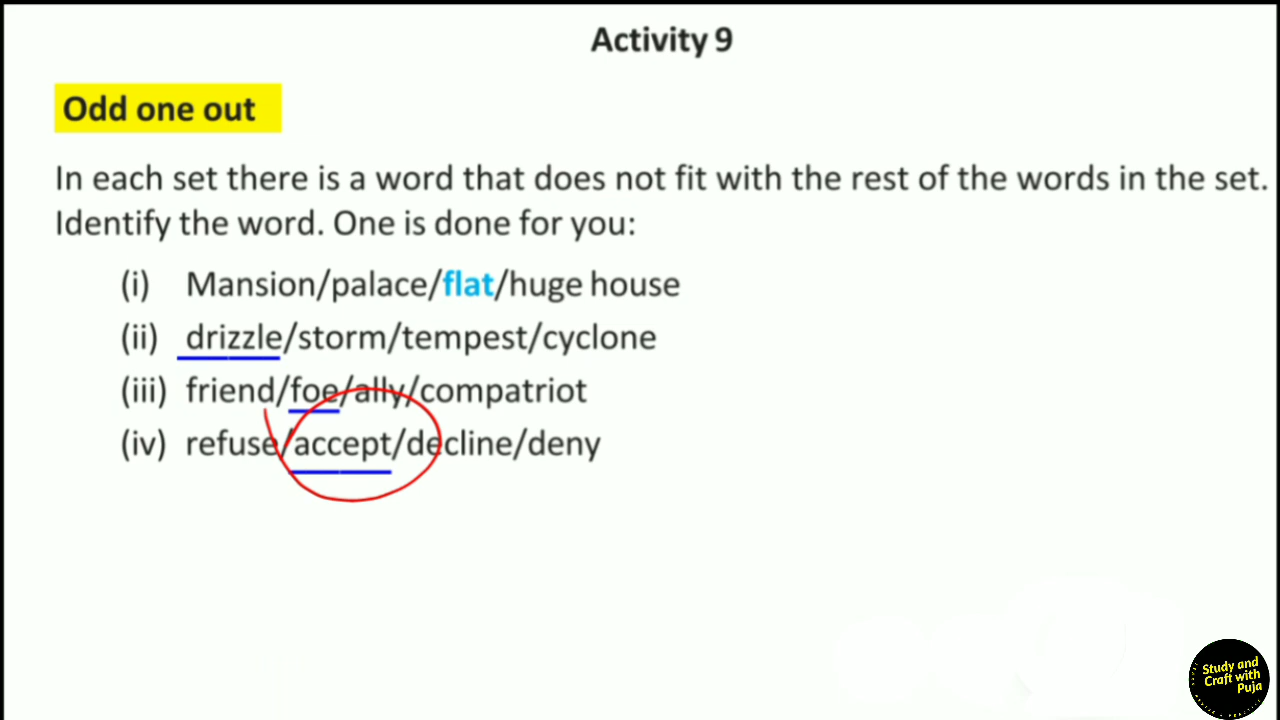 Activity 9
Odd one out
In each set there is a word that does not fit with the rest of the words in the set.
Identify the word. One is done for you:
(i) Mansion/palace/flat/huge house
(ii) drizzle/storm/tempest/cyclone
(iii) friend/foe/ally/compatriot
(iv) refuse/accept/decline/deny
Study and
Craft with
Puja